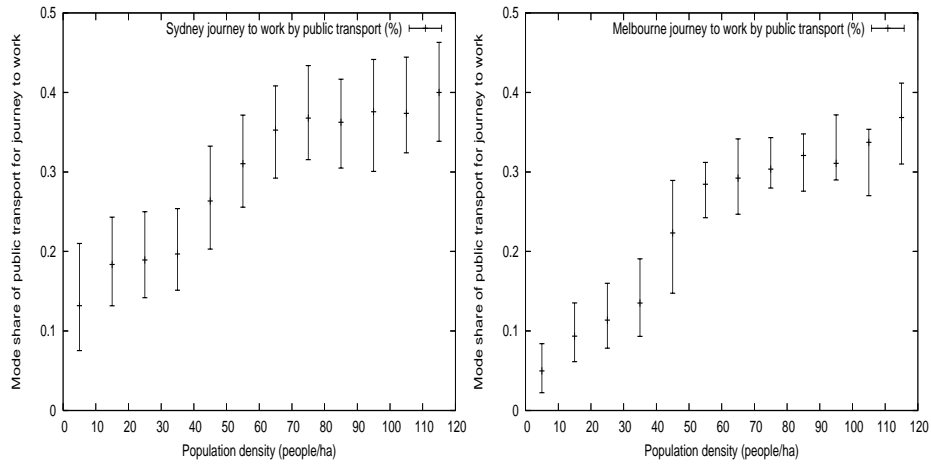 Sydney journey to work by public transport (%)
Mode share of public transport for journey to work
0.5
0.4
0.3
0.2
0.1
0
0 10 20 30 40 50 60 70 80 90 100 110 120
Population density (people/ha)
Melbourne journey to work by public transport (%)
Mode share of public transport for journey to work
0.5
0.4
0.3
0.2
0.1
0
0 10 20 30 40 50 60 70 80 90 100 110 120
Population density (people/ha)